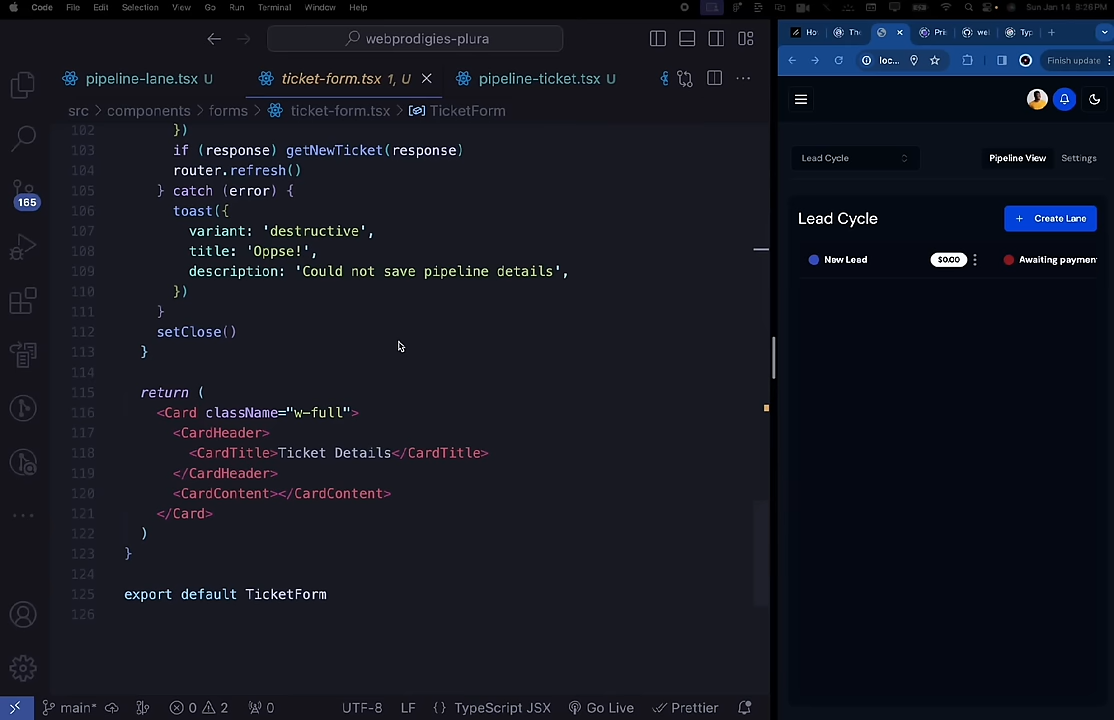 Code File Edit Selection View Go Run Terminal Window Help
Sun Jan 14 8:26PM
webprodigies-plura
pipeline-lane.tsx U
ticket-form.tsx 1, U
pipeline-ticket.tsx U
src > components > forms > ticket-form.tsx > TicketForm
102 })
103 if (response) getNewTicket(response)
104 router.refresh()
105 } catch (error) {
106 toast({
107 variant: 'destructive',
108 title: 'Oppse!',
109 description: 'Could not save pipeline details',
110 })
111 }
112 setClose()
113 }
114
115 return (
116 <Card className="w-full">
117 <CardHeader>
118 <CardTitle>Ticket Details</CardTitle>
119 </CardHeader>
120 <CardContent></CardContent>
121 </Card>
122 )
123 }
124
125 export default TicketForm
126
165
main* 0 2 0 UTF-8 LF {} TypeScript JSX Go Live Prettier
Ho The Pri wel Typ
loc... Finish update
Lead Cycle
Pipeline View Settings
Lead Cycle
+ Create Lane
New Lead $0.00 Awaiting paymen